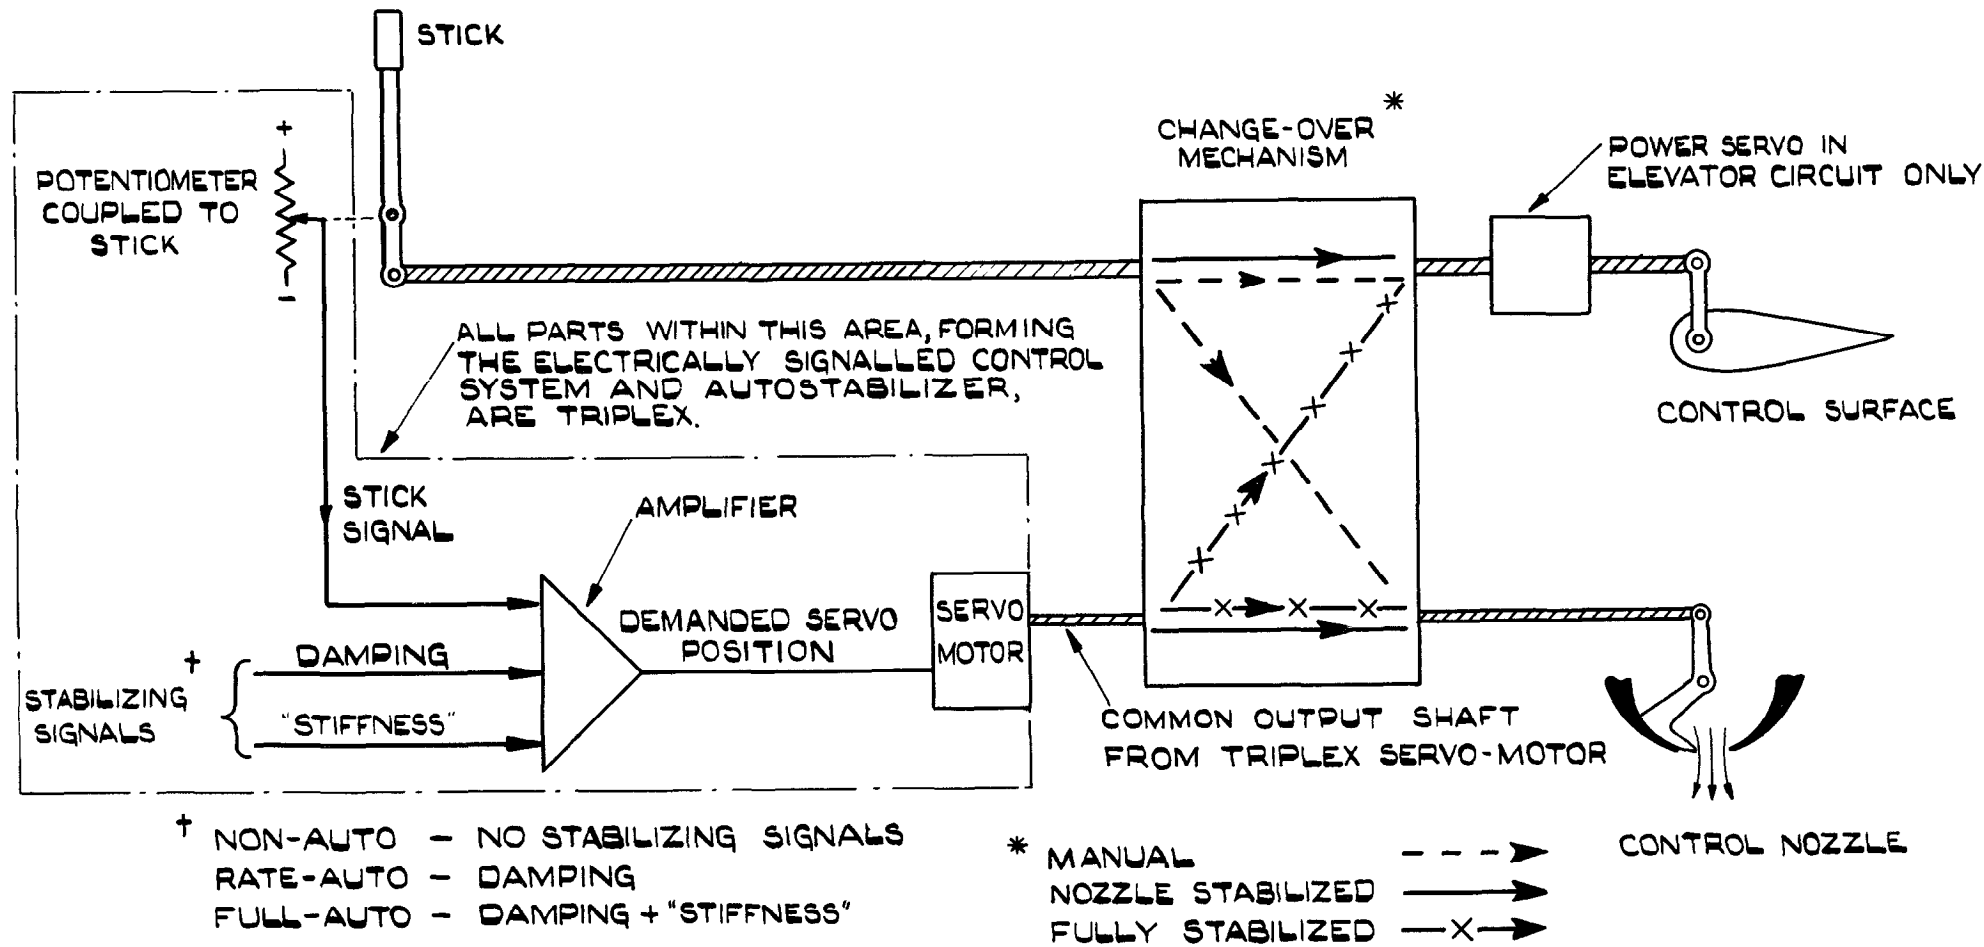 STICK
CHANGE-OVER *
MECHANISM
POWER SERVO IN
ELEVATOR CIRCUIT ONLY
+
POTENTIOMETER
COUPLED TO
STICK
-
ALL PARTS WITHIN THIS AREA, FORMING
THE ELECTRICALLY SIGNALLED CONTROL
SYSTEM AND AUTOSTABILIZER,
ARE TRIPLEX.
CONTROL SURFACE
STICK
SIGNAL
AMPLIFIER
DEMANDED SERVO
POSITION
SERVO
MOTOR
STABILIZING †
SIGNALS
DAMPING
"STIFFNESS"
COMMON OUTPUT SHAFT
FROM TRIPLEX SERVO-MOTOR
CONTROL NOZZLE
† NON-AUTO - NO STABILIZING SIGNALS
RATE-AUTO - DAMPING
FULL-AUTO - DAMPING + "STIFFNESS"
* MANUAL
NOZZLE STABILIZED
FULLY STABILIZED